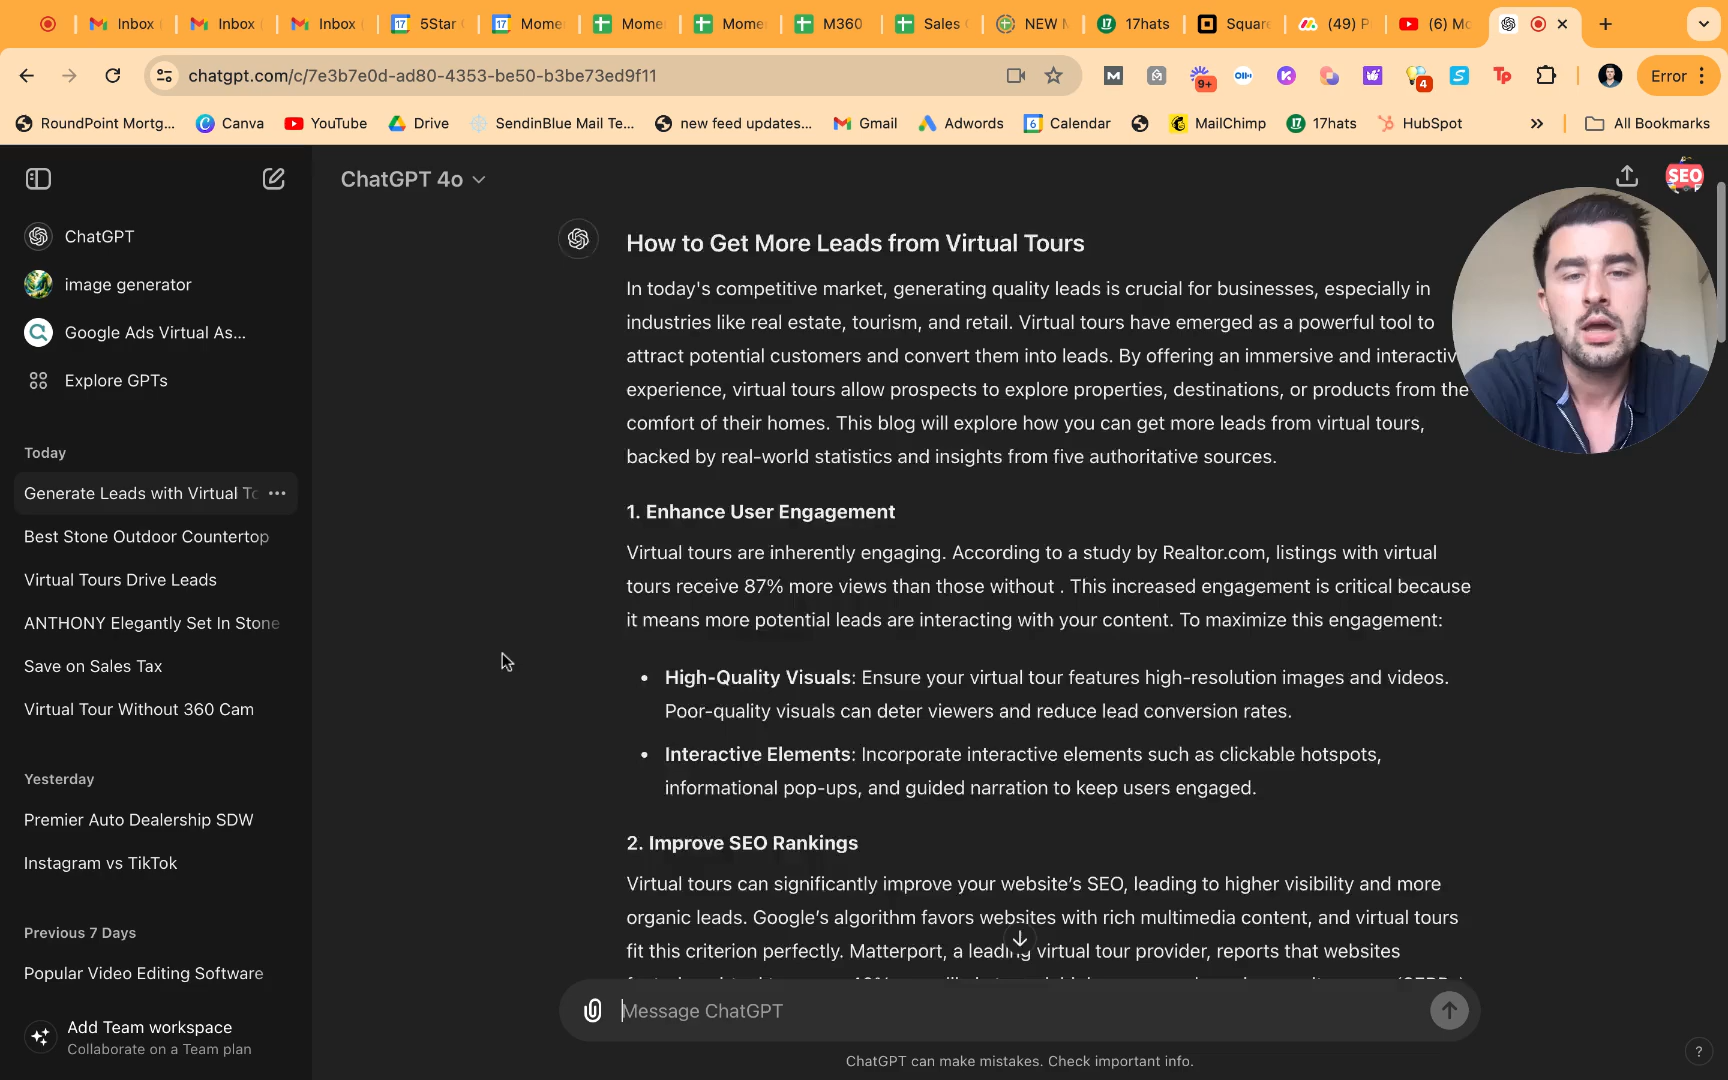 Inbox
Inbox
Inbox
5Star
Mome
Mome
Mome
M360
Sales
NEW
17hats
Square
(49) P
(6) Mo
chatgpt.com/c/7e3b7e0d-ad80-4353-be50-b3be73ed9f11
9+
4
Tp
Error
RoundPoint Mortg...
Canva
YouTube
Drive
SendinBlue Mail Te...
new feed updates...
Gmail
Adwords
Calendar
MailChimp
17hats
HubSpot
All Bookmarks
ChatGPT 4o
SEO
ChatGPT
image generator
Google Ads Virtual As...
Explore GPTs
Today
Generate Leads with Virtual To
Best Stone Outdoor Countertop
Virtual Tours Drive Leads
ANTHONY Elegantly Set In Stone
Save on Sales Tax
Virtual Tour Without 360 Cam
Yesterday
Premier Auto Dealership SDW
Instagram vs TikTok
Previous 7 Days
Popular Video Editing Software
Add Team workspace
Collaborate on a Team plan
How to Get More Leads from Virtual Tours
In today's competitive market, generating quality leads is crucial for businesses, especially in
industries like real estate, tourism, and retail. Virtual tours have emerged as a powerful tool to
attract potential customers and convert them into leads. By offering an immersive and interactiv
experience, virtual tours allow prospects to explore properties, destinations, or products from the
comfort of their homes. This blog will explore how you can get more leads from virtual tours,
backed by real-world statistics and insights from five authoritative sources.
1. Enhance User Engagement
Virtual tours are inherently engaging. According to a study by Realtor.com, listings with virtual
tours receive 87% more views than those without . This increased engagement is critical because
it means more potential leads are interacting with your content. To maximize this engagement:
• High-Quality Visuals: Ensure your virtual tour features high-resolution images and videos.
Poor-quality visuals can deter viewers and reduce lead conversion rates.
• Interactive Elements: Incorporate interactive elements such as clickable hotspots,
informational pop-ups, and guided narration to keep users engaged.
2. Improve SEO Rankings
Virtual tours can significantly improve your website's SEO, leading to higher visibility and more
organic leads. Google's algorithm favors websites with rich multimedia content, and virtual tours
fit this criterion perfectly. Matterport, a leading virtual tour provider, reports that websites
Message ChatGPT
ChatGPT can make mistakes. Check important info.
?